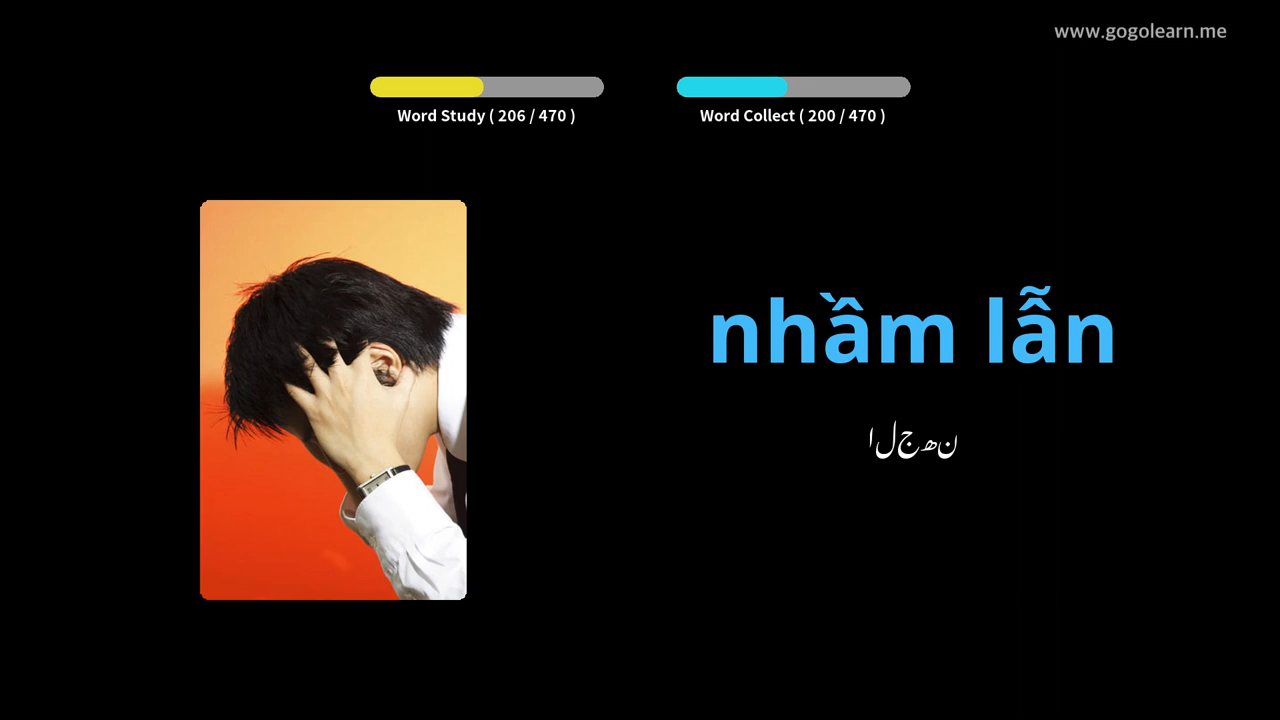 www.gogolearn.me
Word Study ( 206 / 470 )
Word Collect ( 200 / 470 )
nhầm lẫn
الجھن